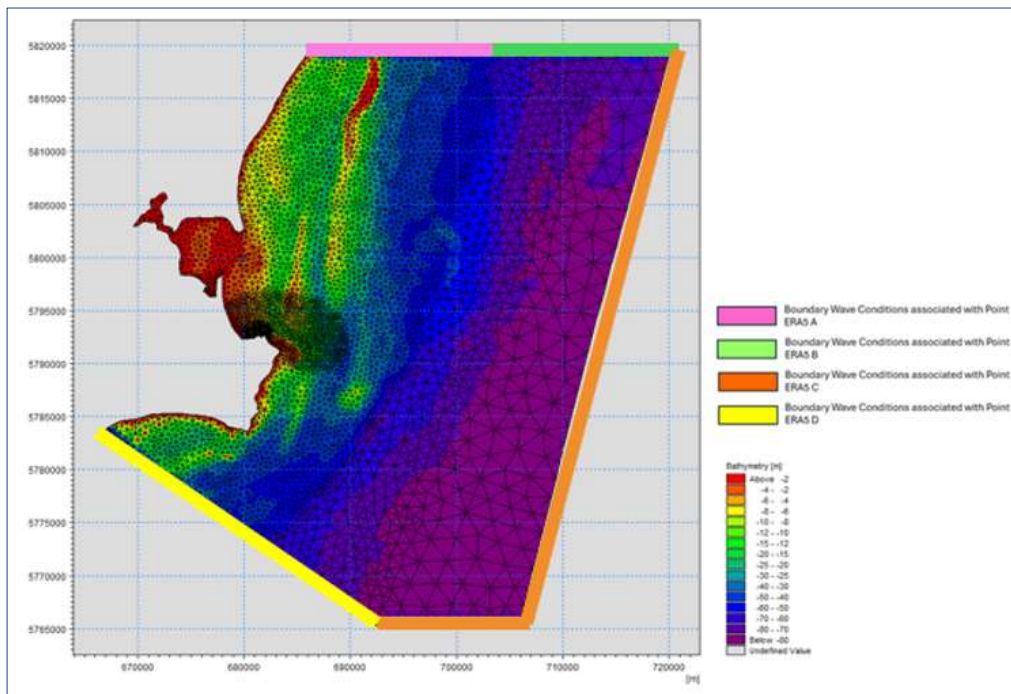 5820000
5815000
5810000
5805000
5800000
5795000
5790000
5785000
5780000
5775000
5770000
5765000
670000 680000 690000 700000 710000 720000
[m]
Boundary Wave Conditions associated with Point
ERA5 A
Boundary Wave Conditions associated with Point
ERA5 B
Boundary Wave Conditions associated with Point
ERA5 C
Boundary Wave Conditions associated with Point
ERA5 D
Bathymetry [m]
Above -2
-4 - -2
-6 - -4
-8 - -6
-10 - -8
-12 - -10
-15 - -12
-20 - -15
-25 - -20
-30 - -25
-40 - -30
-50 - -40
-60 - -50
-70 - -60
-80 - -70
Below -80
Undefined Value